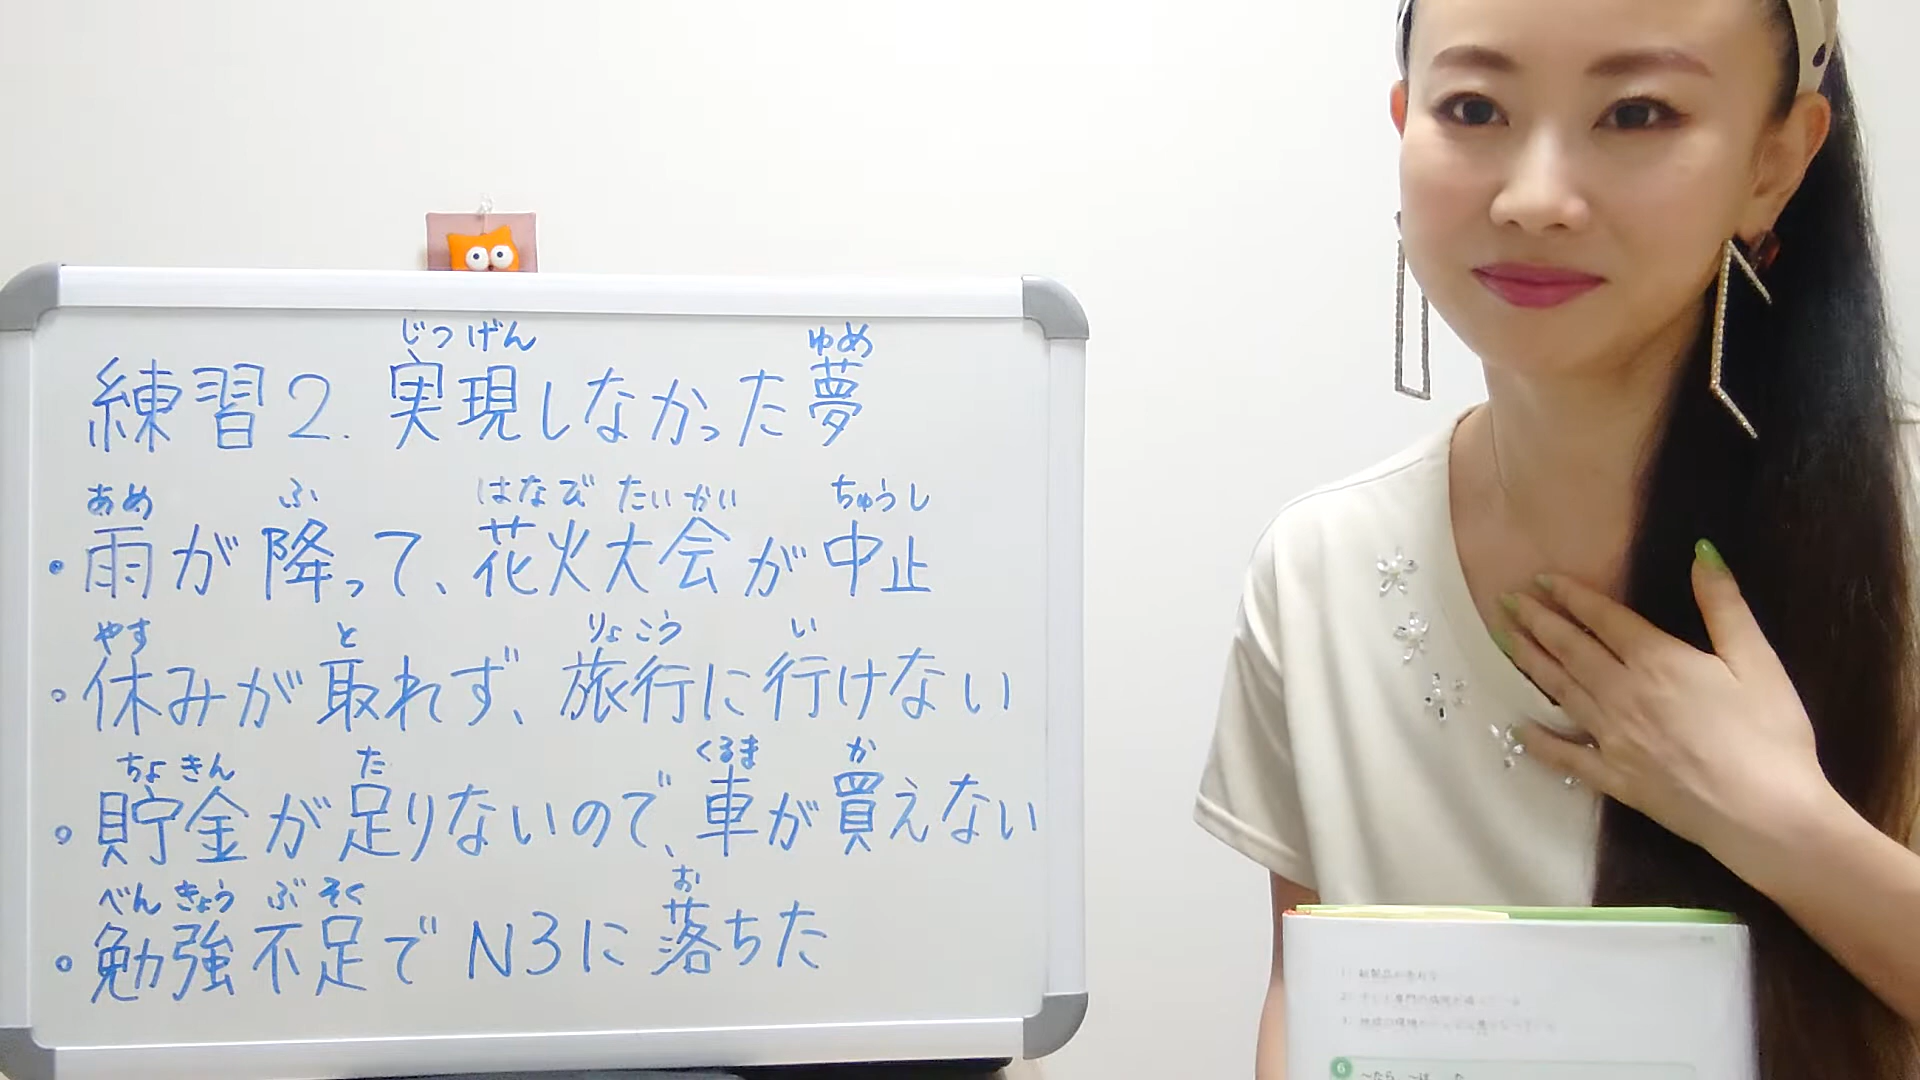 じつげん ゆめ
練習2. 実現しなかった夢
あめ ふ はなび たいかい ちゅうし
・雨が降って、花火大会が中止
やす と りょこう い
・休みが取れず、旅行に行けない
ちょきん た くるま か
・貯金が足りないので、車が買えない
べんきょう ぶそく お
・勉強不足でN3に落ちた
6 ～たら、～ば